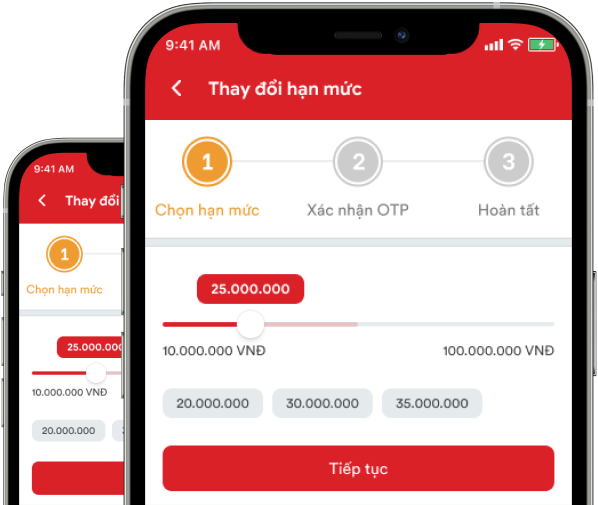 9:41 AM
Thay đổi hạn mức
1
2
3
Chọn hạn mức
Xác nhận OTP
Hoàn tất
25.000.000
10.000.000 VNĐ
100.000.000 VNĐ
20.000.000
30.000.000
35.000.000
Tiếp tục
9:41 AM
Thay đổi
1
Chọn hạn mức
25.000.000
10.000.000 VNĐ
20.000.000